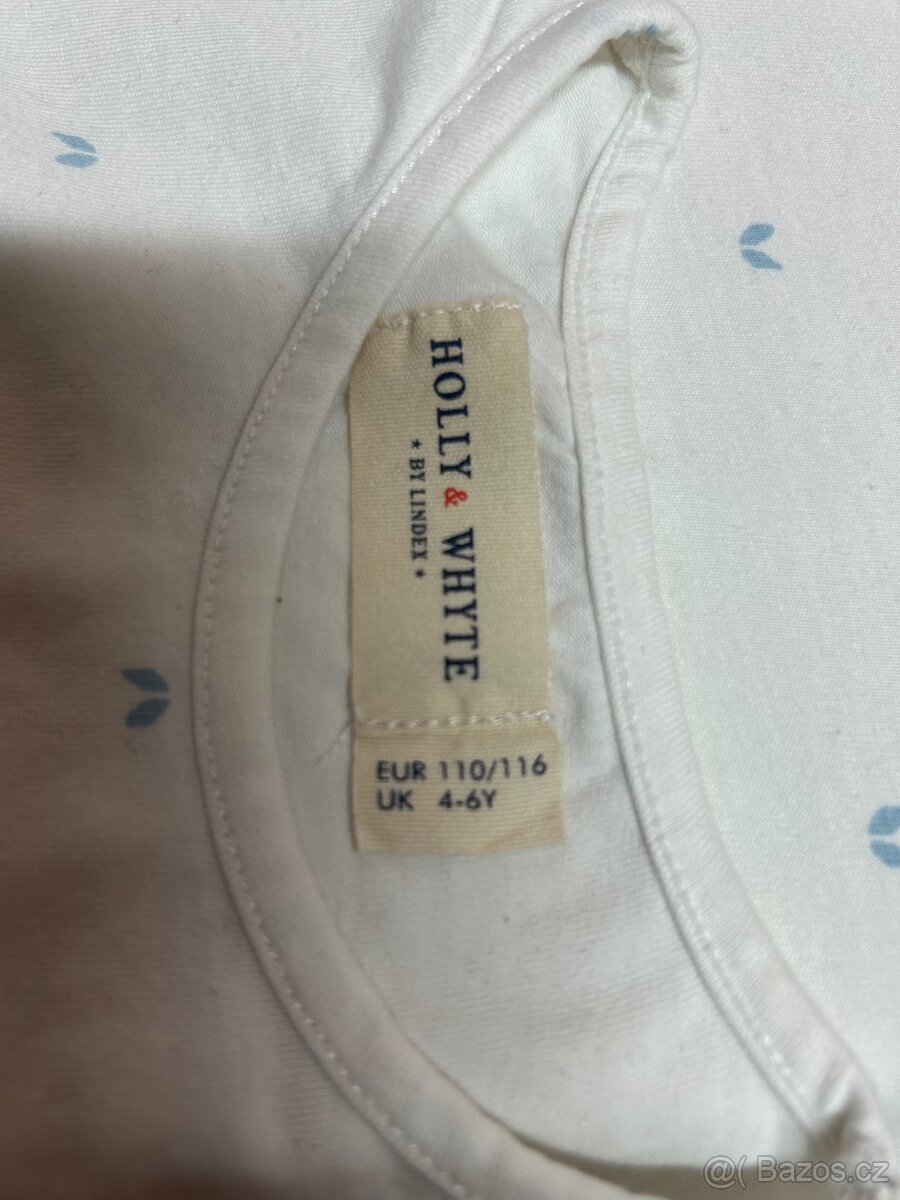 HOLLY & WHYTE
* BY LINDEX *
EUR 110/116
UK 4-6Y
@( Bazos.cz